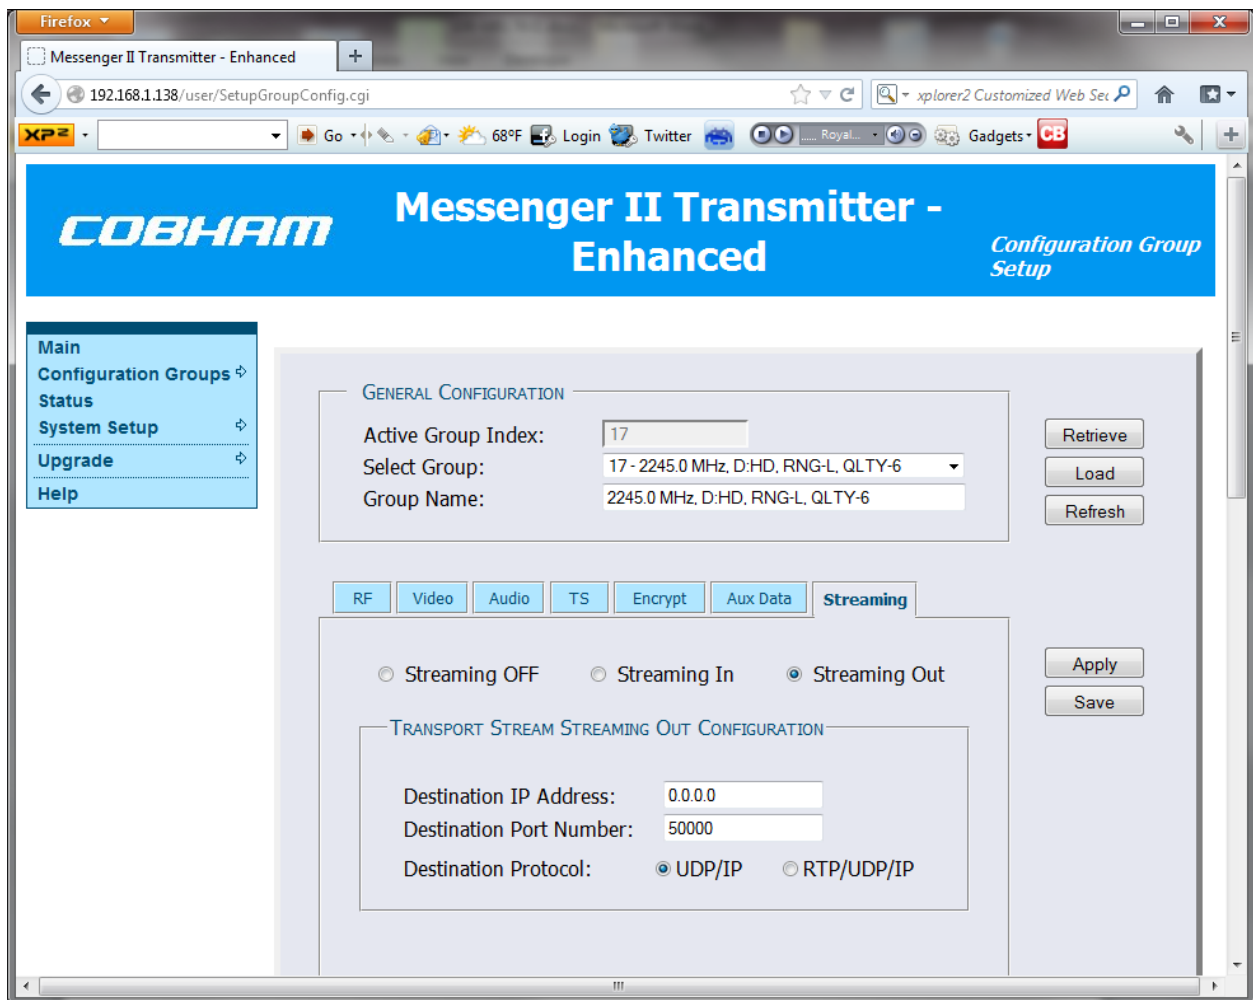 Firefox
Messenger II Transmitter - Enhanced
192.168.1.138/user/SetupGroupConfig.cgi
xplorer2 Customized Web Sec
XP2
Go
68ºF
Login
Twitter
..... Royal...
Gadgets
CB
COBHAM
Messenger II Transmitter -
Enhanced
Configuration Group
Setup
Main
Configuration Groups
Status
System Setup
Upgrade
Help
GENERAL CONFIGURATION
Active Group Index: 17
Select Group: 17 - 2245.0 MHz, D:HD, RNG-L, QLTY-6
Group Name: 2245.0 MHz, D:HD, RNG-L, QLTY-6
Retrieve
Load
Refresh
RF Video Audio TS Encrypt Aux Data Streaming
Streaming OFF Streaming In Streaming Out
Apply
Save
TRANSPORT STREAM STREAMING OUT CONFIGURATION
Destination IP Address: 0.0.0.0
Destination Port Number: 50000
Destination Protocol: UDP/IP RTP/UDP/IP